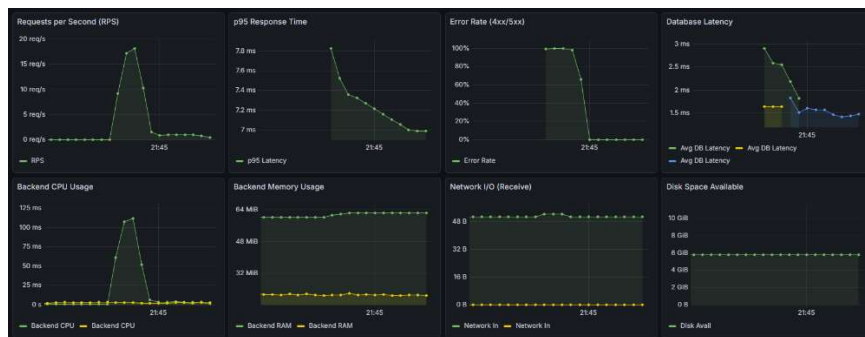 Requests per Second (RPS)
20 req/s
15 req/s
10 req/s
5 req/s
0 req/s
21:45
RPS
p95 Response Time
7.8 ms
7.6 ms
7.4 ms
7.2 ms
7 ms
21:45
p95 Latency
Error Rate (4xx/5xx)
100%
80%
60%
40%
20%
0%
21:45
Error Rate
Database Latency
3 ms
2.5 ms
2 ms
1.5 ms
21:45
Avg DB Latency Avg DB Latency
Avg DB Latency
Backend CPU Usage
125 ms
100 ms
75 ms
50 ms
25 ms
0 s
21:45
Backend CPU Backend CPU
Backend Memory Usage
64 MiB
48 MiB
32 MiB
21:45
Backend RAM Backend RAM
Network I/O (Receive)
48 B
32 B
16 B
0 B
21:45
Network In Network In
Disk Space Available
10 GiB
8 GiB
6 GiB
4 GiB
2 GiB
0 B
21:45
Disk Avail